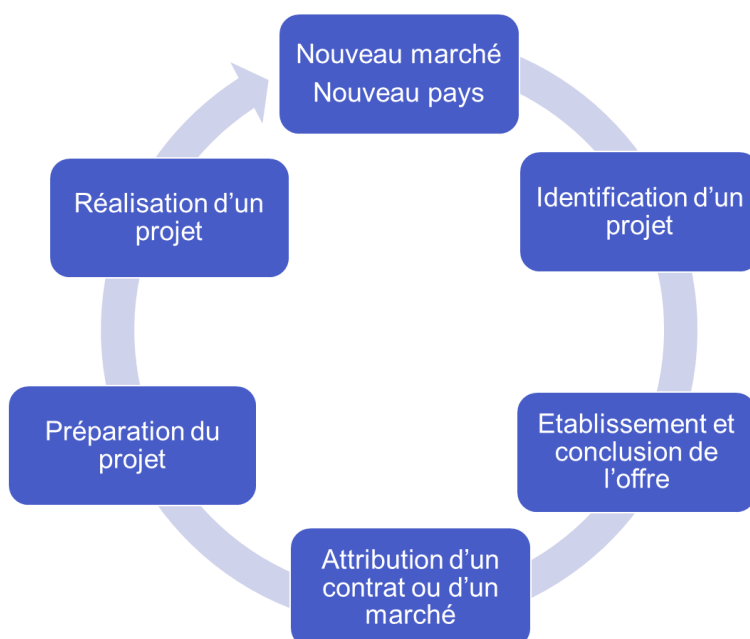 Nouveau marché
Nouveau pays
Identification d’un
projet
Etablissement et
conclusion de
l’offre
Attribution d’un
contrat ou d’un
marché
Préparation du
projet
Réalisation d’un
projet